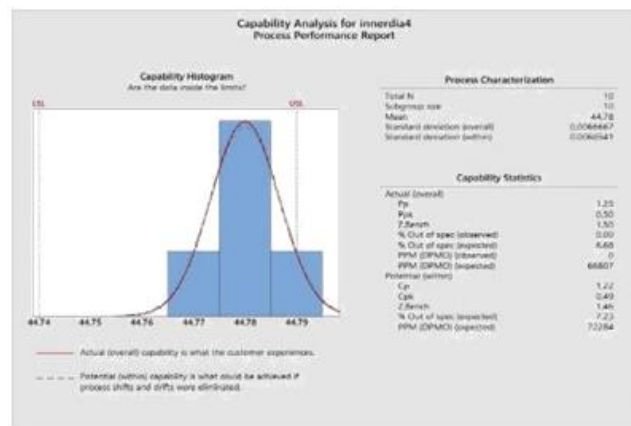 Capability Analysis for innerdia4
Process Performance Report
Capability Histogram
Are the data inside the limits?
LSL USL
44.74 44.75 44.76 44.77 44.78 44.79
Actual (overall) capability is what the customer experiences.
Potential (within) capability is what could be achieved if
process shifts and drifts were eliminated.
Process Characterization
Total N 10
Subgroup size 10
Mean 44.78
Standard deviation (overall) 0.0066667
Standard deviation (within)
Capability Statistics
Actual (overall)
Pp 1.25
Ppk 0.50
Z.Bench 1.50
% Out of spec (observed) 0.00
% Out of spec (expected) 6.68
PPM (DPMO) (observed) 0
PPM (DPMO) (expected) 66807
Potential (within)
Cp 1.22
Cpk 0.49
Z.Bench 1.46
% Out of spec (expected) 7.23
PPM (DPMO) (expected) 72284